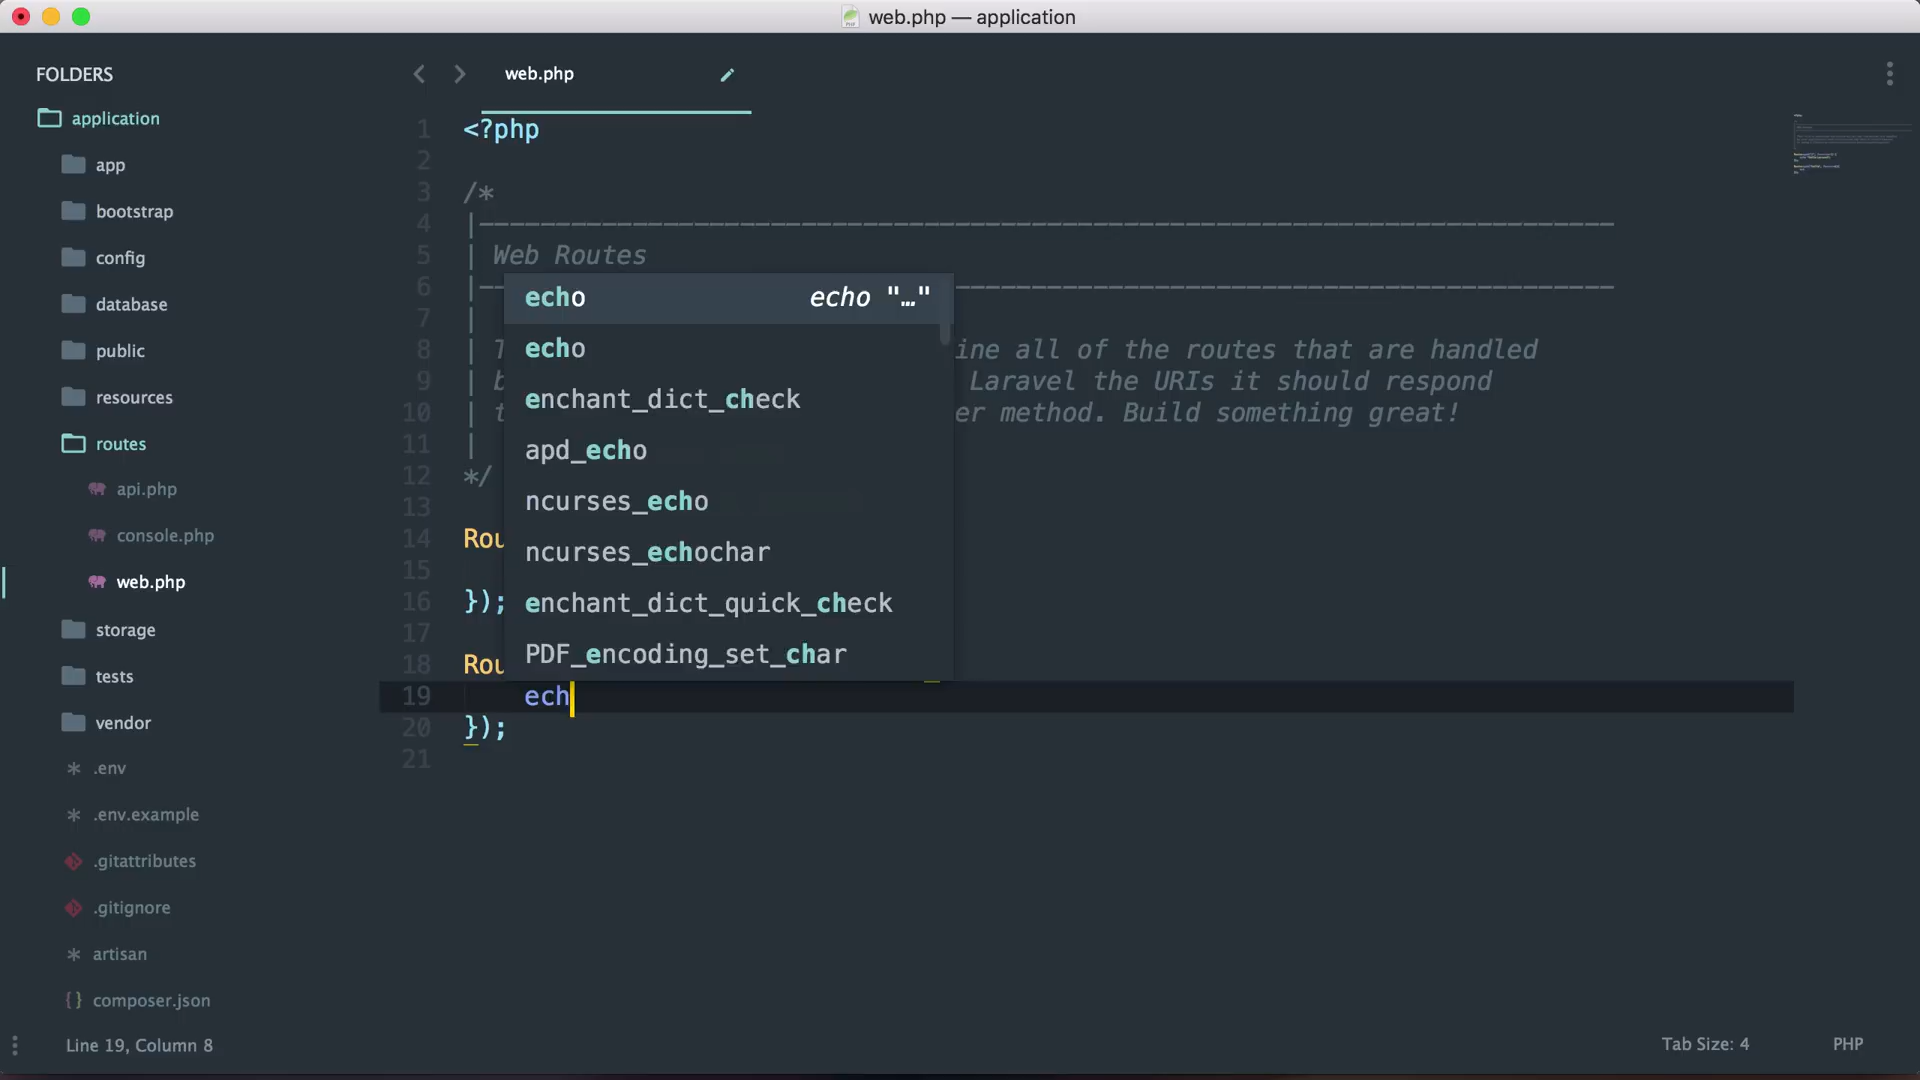 web.php — application
FOLDERS
application
app
bootstrap
config
database
public
resources
routes
api.php
console.php
web.php
storage
tests
vendor
.env
.env.example
.gitattributes
.gitignore
artisan
composer.json
web.php
1 <?php
2
3 /*
4 |--------------------------------------------------------------------------
5 | Web Routes
6 |--
7 |
8 | T ine all of the routes that are handled
9 | b Laravel the URIs it should respond
10 | t er method. Build something great!
11 |
12 */
13
14 Rou
15
16 });
17
18 Rou
19 ech
20 });
21
echo echo "…"
echo
enchant_dict_check
apd_echo
ncurses_echo
ncurses_echochar
enchant_dict_quick_check
PDF_encoding_set_char
Line 19, Column 8
Tab Size: 4
PHP